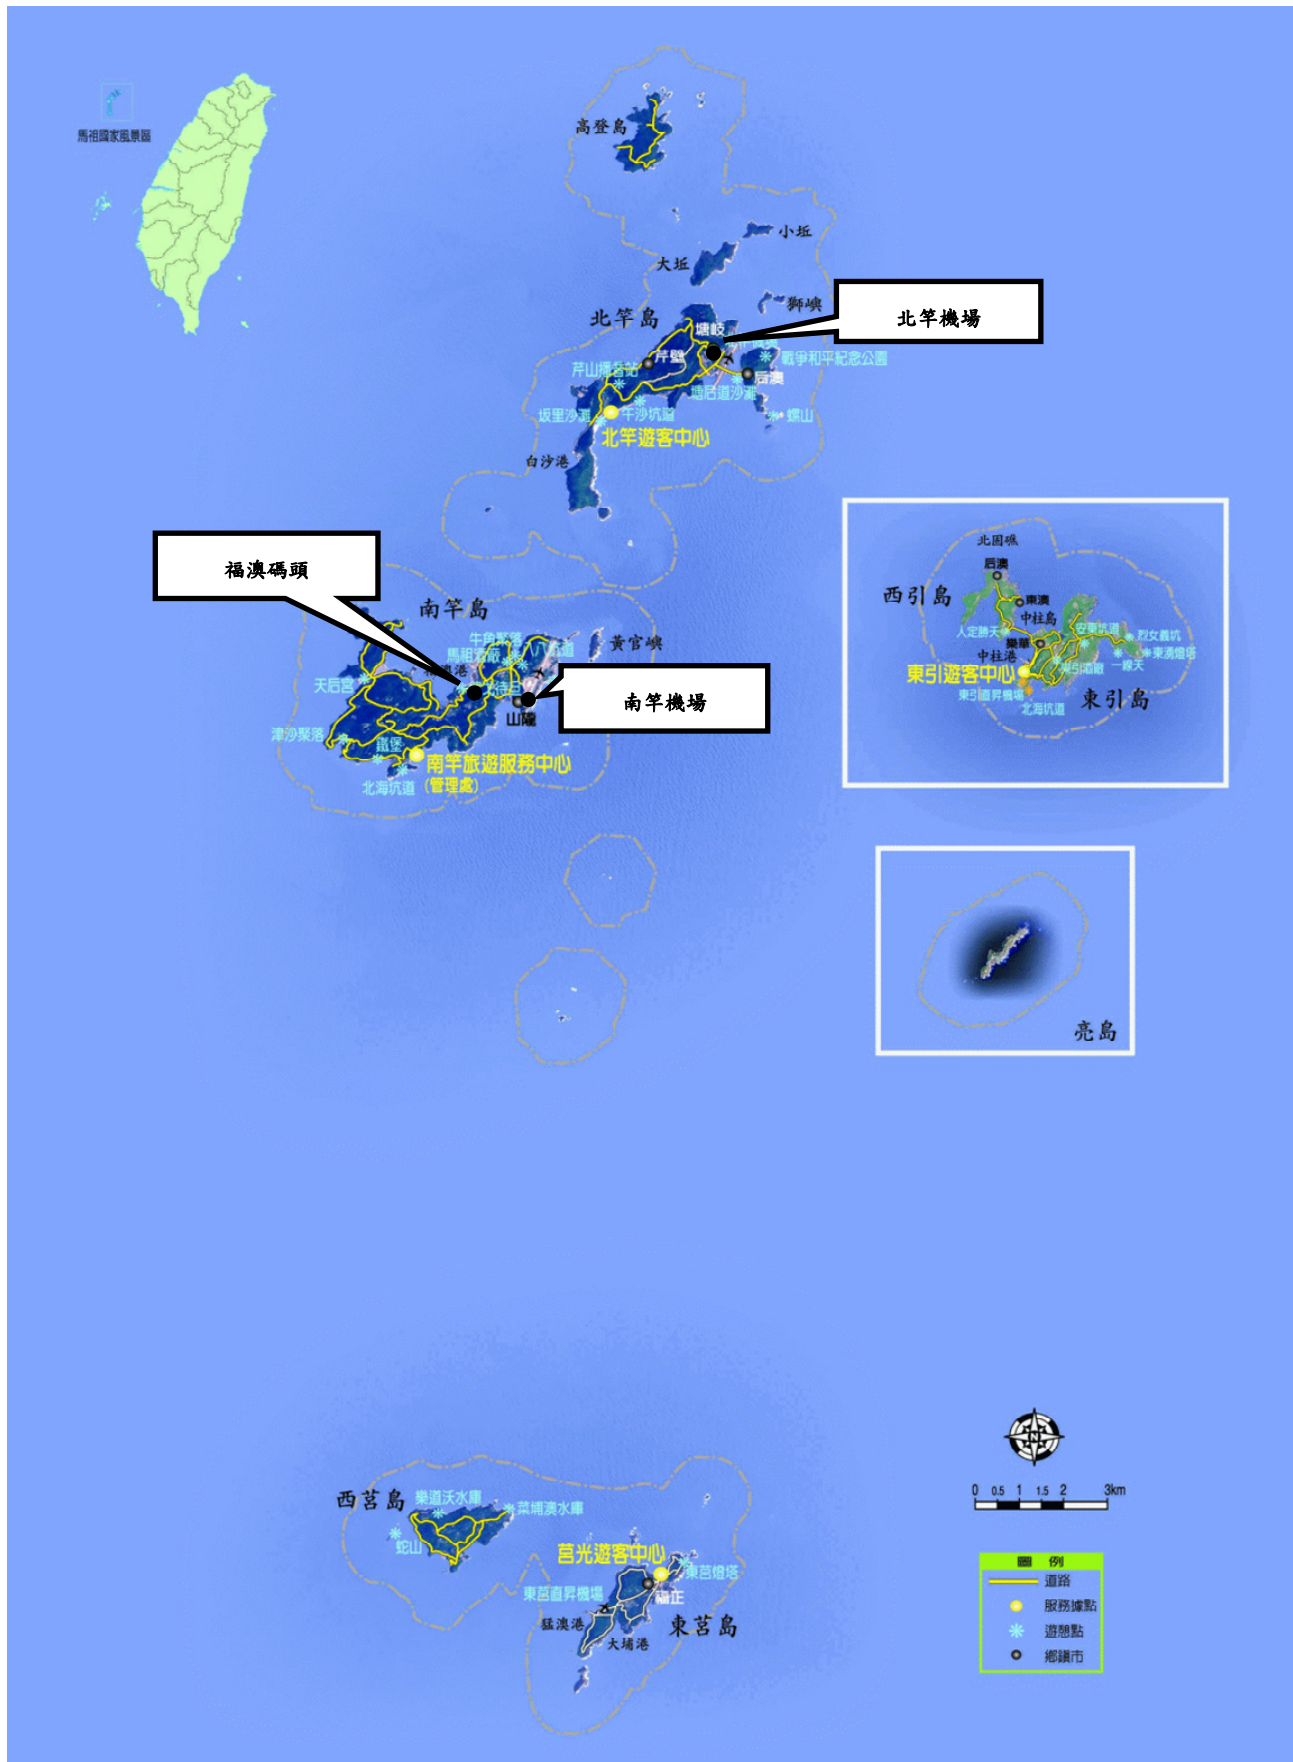 馬祖國家風景區
高登島
小坵
大坵
獅嶼
北竿機場
北竿島
塘岐
戰爭和平紀念公園
芹壁
芹山播音站
后澳
塘后道沙灘
坂里沙灘
午沙坑道
螺山
北竿遊客中心
白沙港
福澳碼頭
北固礁
后澳
西引島
東澳
中柱島
人定勝天
安東坑道
烈女義坑
樂華
東湧燈塔
中柱港
一線天
東引遊客中心
東引酒廠
東引直昇機場
東引島
北海坑道
南竿島
黃官嶼
牛角聚落
八八坑道
馬祖酒廠
天后宮
南竿機場
山隴
津沙聚落
鐵堡
南竿旅遊服務中心
(管理處)
北海坑道
亮島
N
0 0.5 1 1.5 2 3km
西莒島
樂道沃水庫
菜埔澳水庫
蛇山
莒光遊客中心
東莒燈塔
東莒直昇機場
福正
猛澳港
大埔港
東莒島
圖 例
道路
服務據點
遊憩點
鄉鎮市